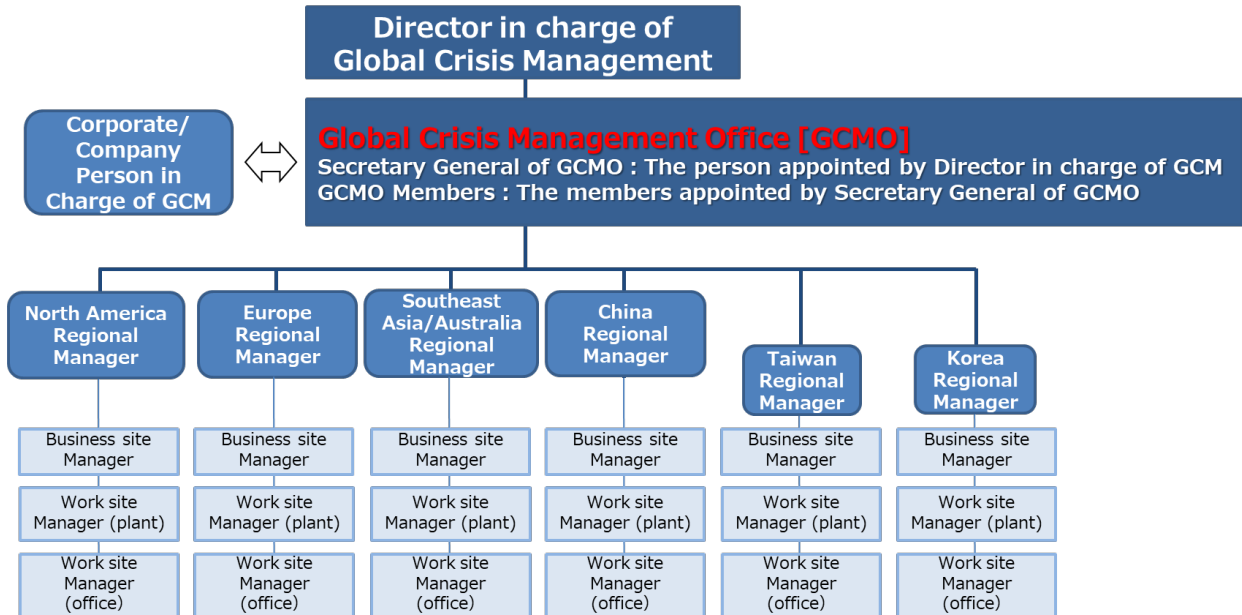 Director in charge of
Global Crisis Management
Corporate/
Company
Person in
Charge of GCM
Global Crisis Management Office [GCMO]
Secretary General of GCMO : The person appointed by Director in charge of GCM
GCMO Members : The members appointed by Secretary General of GCMO
North America
Regional
Manager
Europe
Regional
Manager
Southeast
Asia/Australia
Regional
Manager
China
Regional
Manager
Taiwan
Regional
Manager
Korea
Regional
Manager
Business site
Manager
Business site
Manager
Business site
Manager
Business site
Manager
Business site
Manager
Business site
Manager
Work site
Manager (plant)
Work site
Manager (plant)
Work site
Manager (plant)
Work site
Manager (plant)
Work site
Manager (plant)
Work site
Manager (plant)
Work site
Manager
(office)
Work site
Manager
(office)
Work site
Manager
(office)
Work site
Manager
(office)
Work site
Manager
(office)
Work site
Manager
(office)